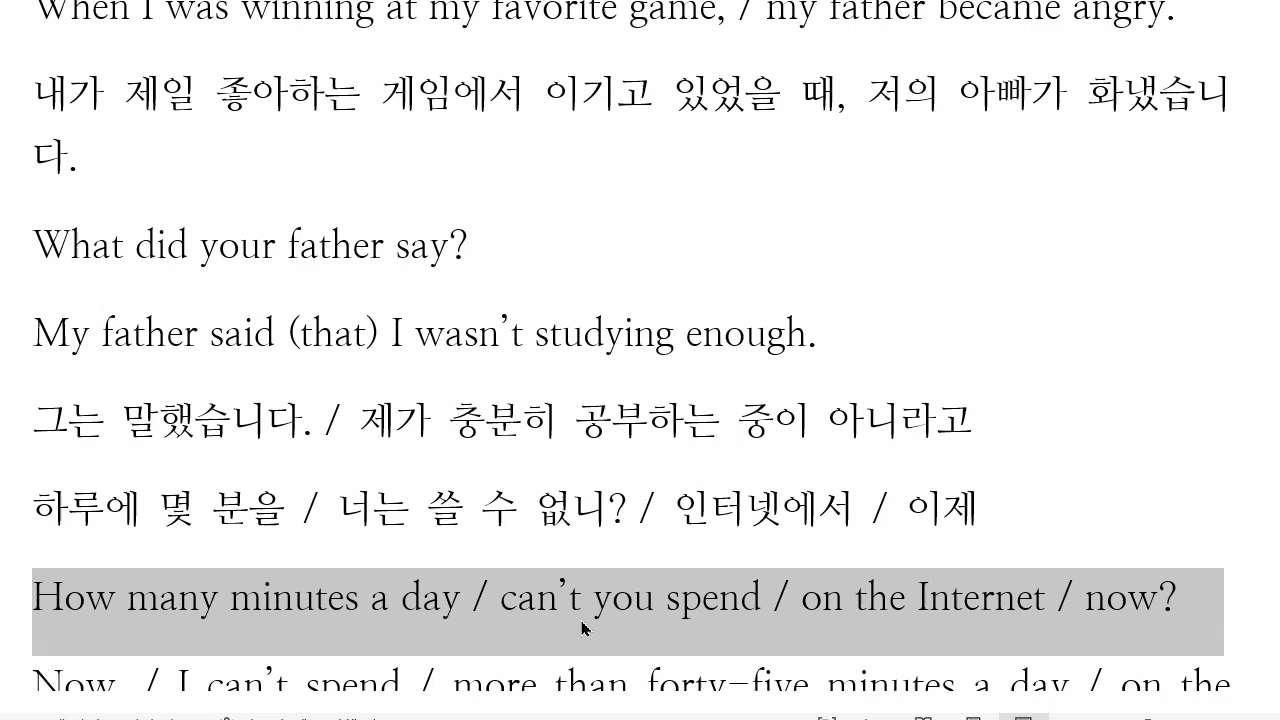 When I was winning at my favorite game, / my father became angry.
내가 제일 좋아하는 게임에서 이기고 있었을 때, 저의 아빠가 화냈습니
다.
What did your father say?
My father said (that) I wasn’t studying enough.
그는 말했습니다. / 제가 충분히 공부하는 중이 아니라고
하루에 몇 분을 / 너는 쓸 수 없니? / 인터넷에서 / 이제
How many minutes a day / can’t you spend / on the Internet / now?
Now, / I can’t spend / more than forty-five minutes a day / on the